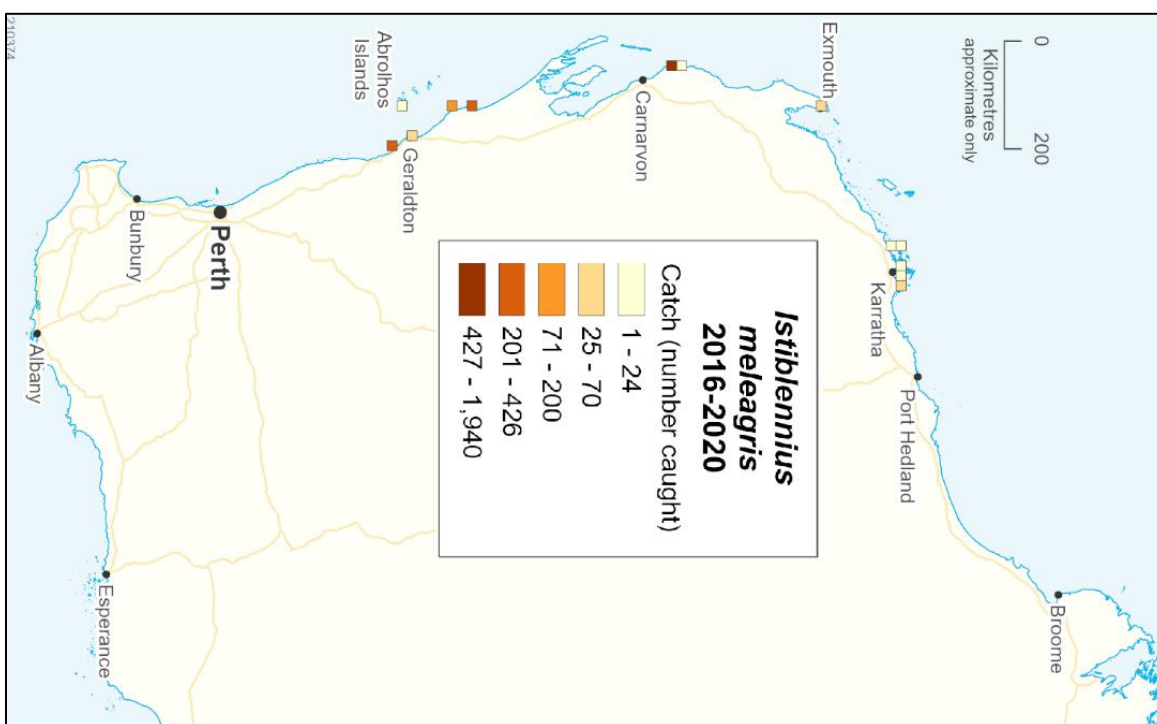 0 200
Kilometres
approximate only
Broome
Port Hedland
Karratha
Exmouth
Carnarvon
Istiblennius
meleagris
2016-2020
Catch (number caught)
1 - 24
25 - 70
71 - 200
201 - 426
427 - 1,940
Abrolhos
Islands
Geraldton
Perth
Bunbury
Albany
Esperance
210374